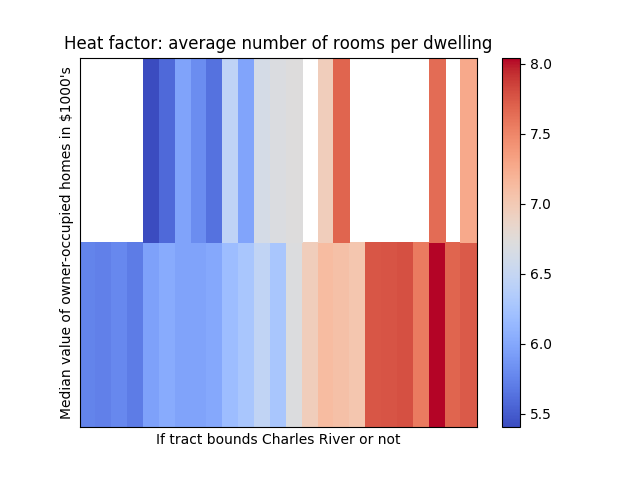 Heat factor: average number of rooms per dwelling
Median value of owner-occupied homes in $1000's
If tract bounds Charles River or not
8.0
7.5
7.0
6.5
6.0
5.5